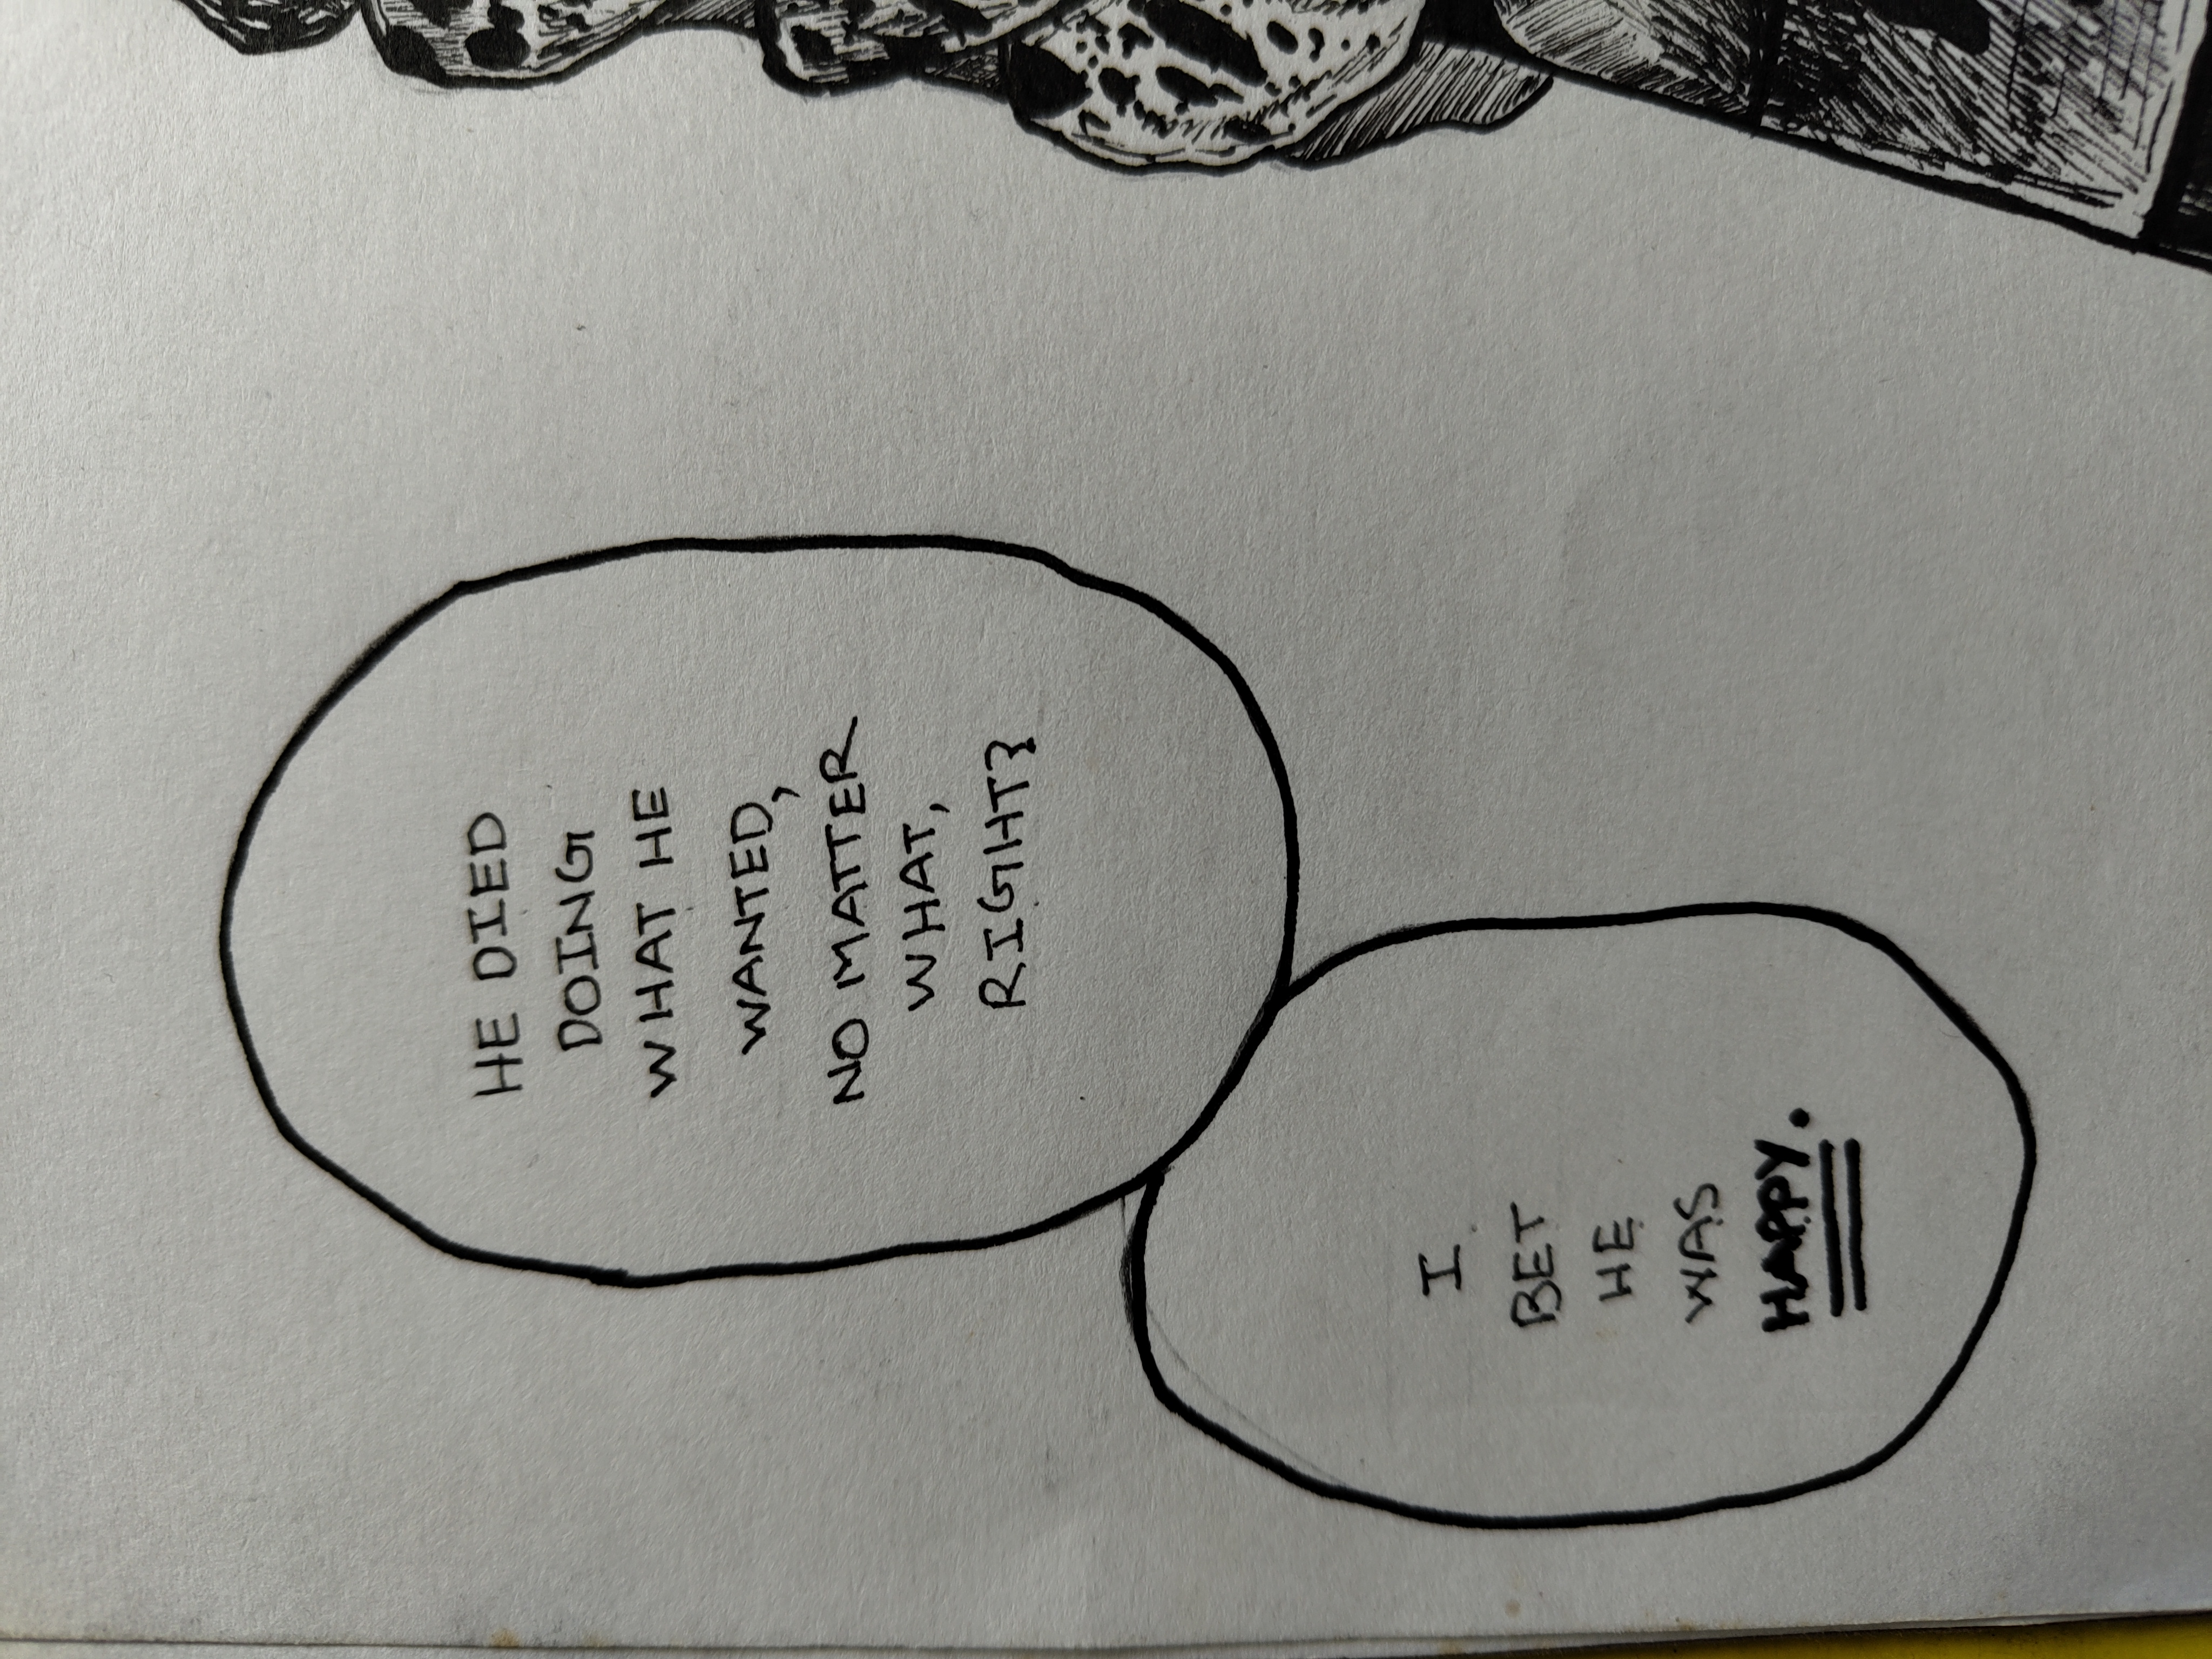 HE DIED
DOING
WHAT HE
WANTED,
NO MATTER
WHAT,
RIGHT?
I
BET
HE
WAS
HAPPY.